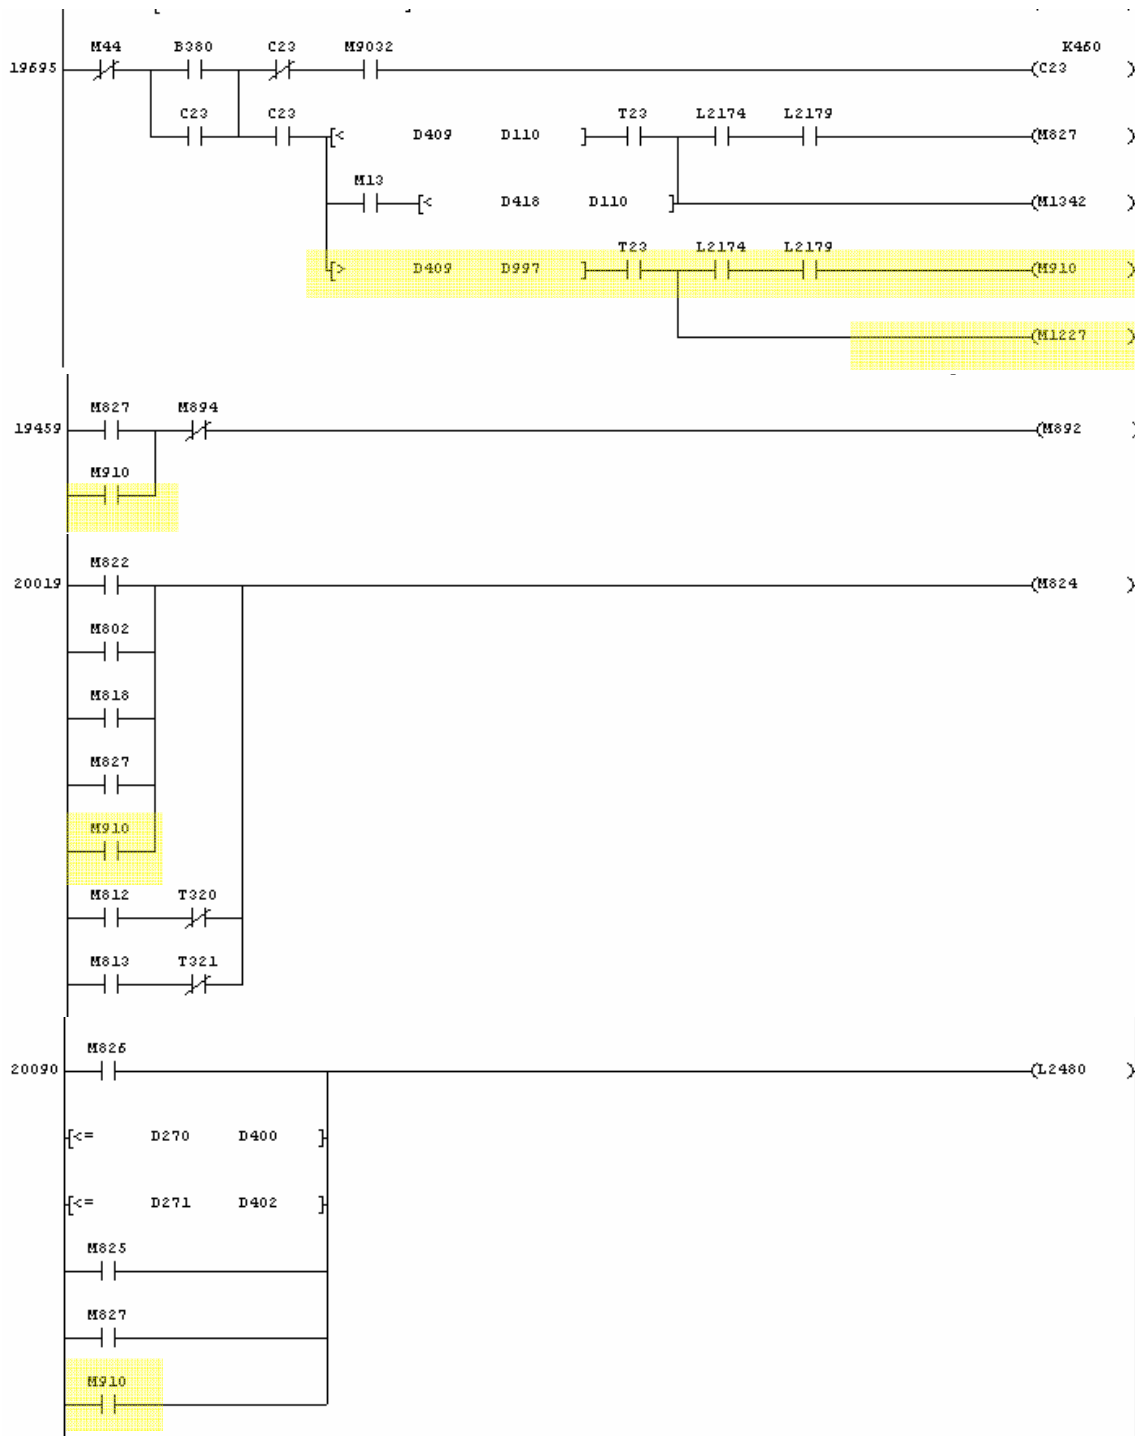 M44 B380 C23 M9032 K460
19695 (C23 )
C23 C23 [< D409 D110 ] T23 L2174 L2179 (M827 )
M13 [< D418 D110 ] (M1342 )
[> D409 D997 ] T23 L2174 L2179 (M910 )
(M1227 )
M827 M894
19459 (M892 )
M910
M822
20019 (M824 )
M802
M818
M827
M910
M812 T320
M813 T321
M826
20090 (L2480 )
[<= D270 D400 ]
[<= D271 D402 ]
M825
M827
M910